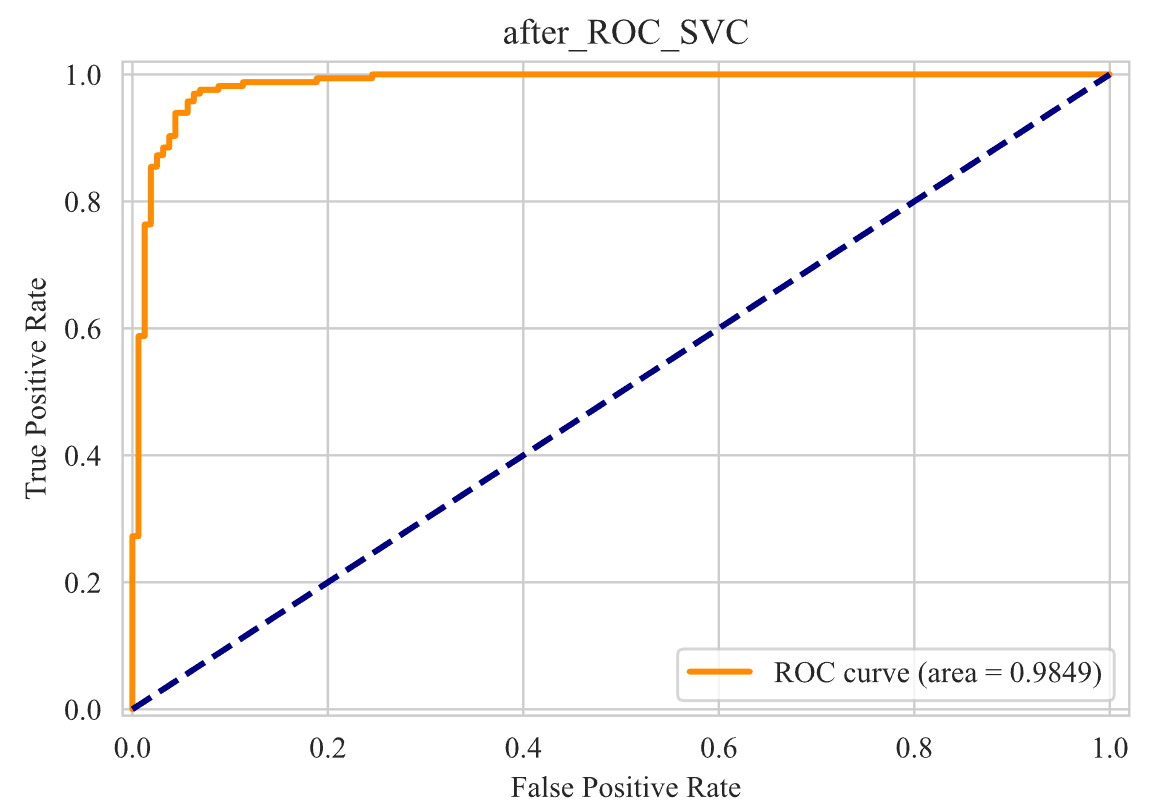 after_ROC_SVC
1.0
0.8
0.6
0.4
0.2
0.0
True Positive Rate
ROC curve (area = 0.9849)
0.0 0.2 0.4 0.6 0.8 1.0
False Positive Rate